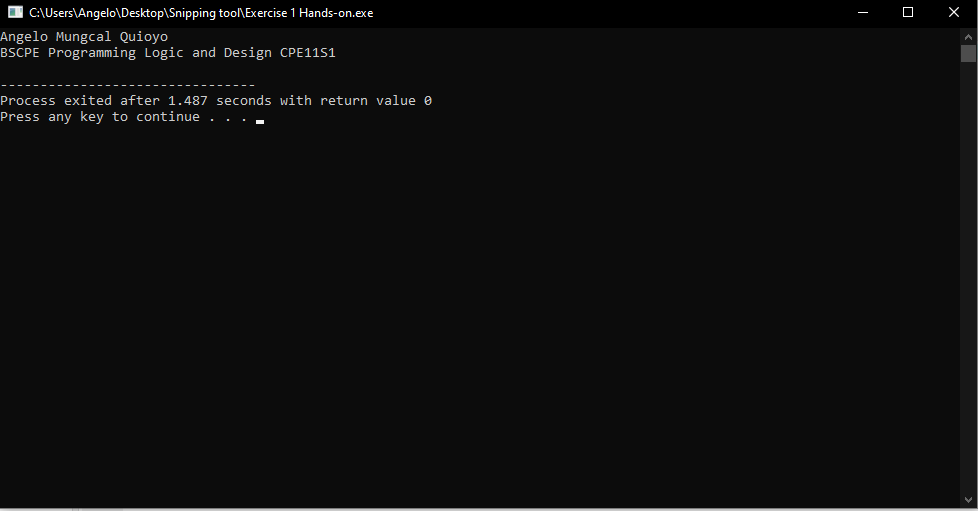 C:\Users\Angelo\Desktop\Snipping tool\Exercise 1 Hands-on.exe
Angelo Mungcal Quioyo
BSCPE Programming Logic and Design CPE11S1
--------------------------------
Process exited after 1.487 seconds with return value 0
Press any key to continue . . .